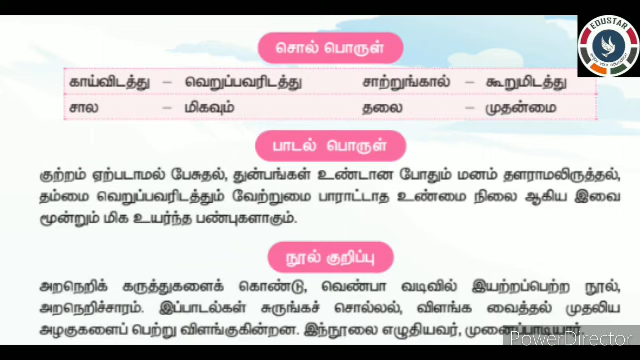 EDUSTAR
சொல் பொருள்
காய்விடத்து – வெறுப்பவரிடத்து சாற்றுங்கால் – கூறுமிடத்து
சால – மிகவும் தலை – முதன்மை
பாடல் பொருள்
குற்றம் ஏற்படாமல் பேசுதல், துன்பங்கள் உண்டான போதும் மனம் தளராமலிருத்தல்,
தம்மை வெறுப்பவரிடத்தும் வேற்றுமை பாராட்டாத உண்மை நிலை ஆகிய இவை
மூன்றும் மிக உயர்ந்த பண்புகளாகும்.
நூல் குறிப்பு
அறநெறிக் கருத்துகளைக் கொண்டு, வெண்பா வடிவில் இயற்றப்பெற்ற நூல்,
அறநெறிச்சாரம். இப்பாடல்கள் சுருங்கச் சொல்லல், விளங்க வைத்தல் முதலிய
அழகுகளைப் பெற்று விளங்குகின்றன. இந்நூலை எழுதியவர், முனைப்பாடியார்.
PowerDirector